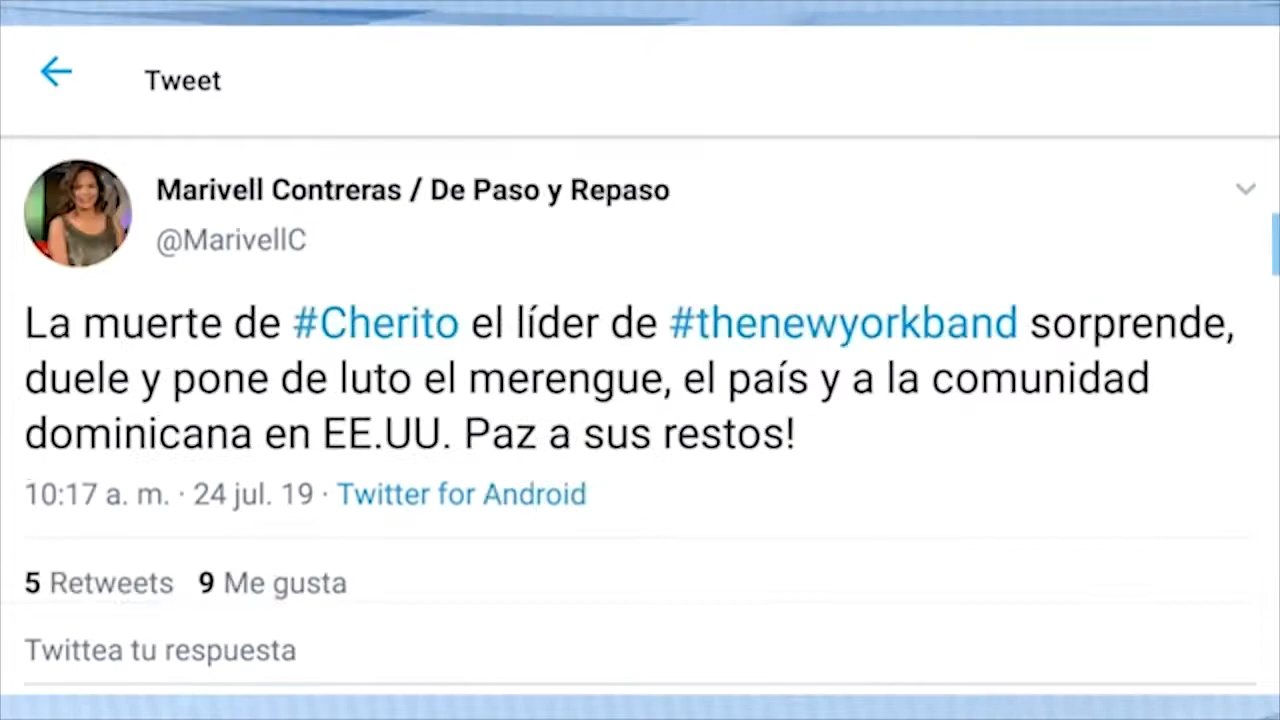 Tweet
Marivell Contreras / De Paso y Repaso
@MarivellC
La muerte de #Cherito el líder de #thenewyorkband sorprende,
duele y pone de luto el merengue, el país y a la comunidad
dominicana en EE.UU. Paz a sus restos!
10:17 a. m. · 24 jul. 19 · Twitter for Android
5 Retweets 9 Me gusta
Twittea tu respuesta